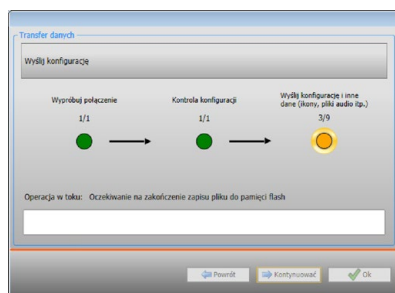 Transfer danych
Wyślij konfigurację
Wypróbuj połączenie
Kontrola konfiguracji
Wyślij konfigurację i inne
dane (ikony, pliki audio itp.)
1/1
1/1
3/9
Operacja w toku: Oczekiwanie na zakończenie zapisu pliku do pamięci flash
Powrót
Kontynuować
Ok